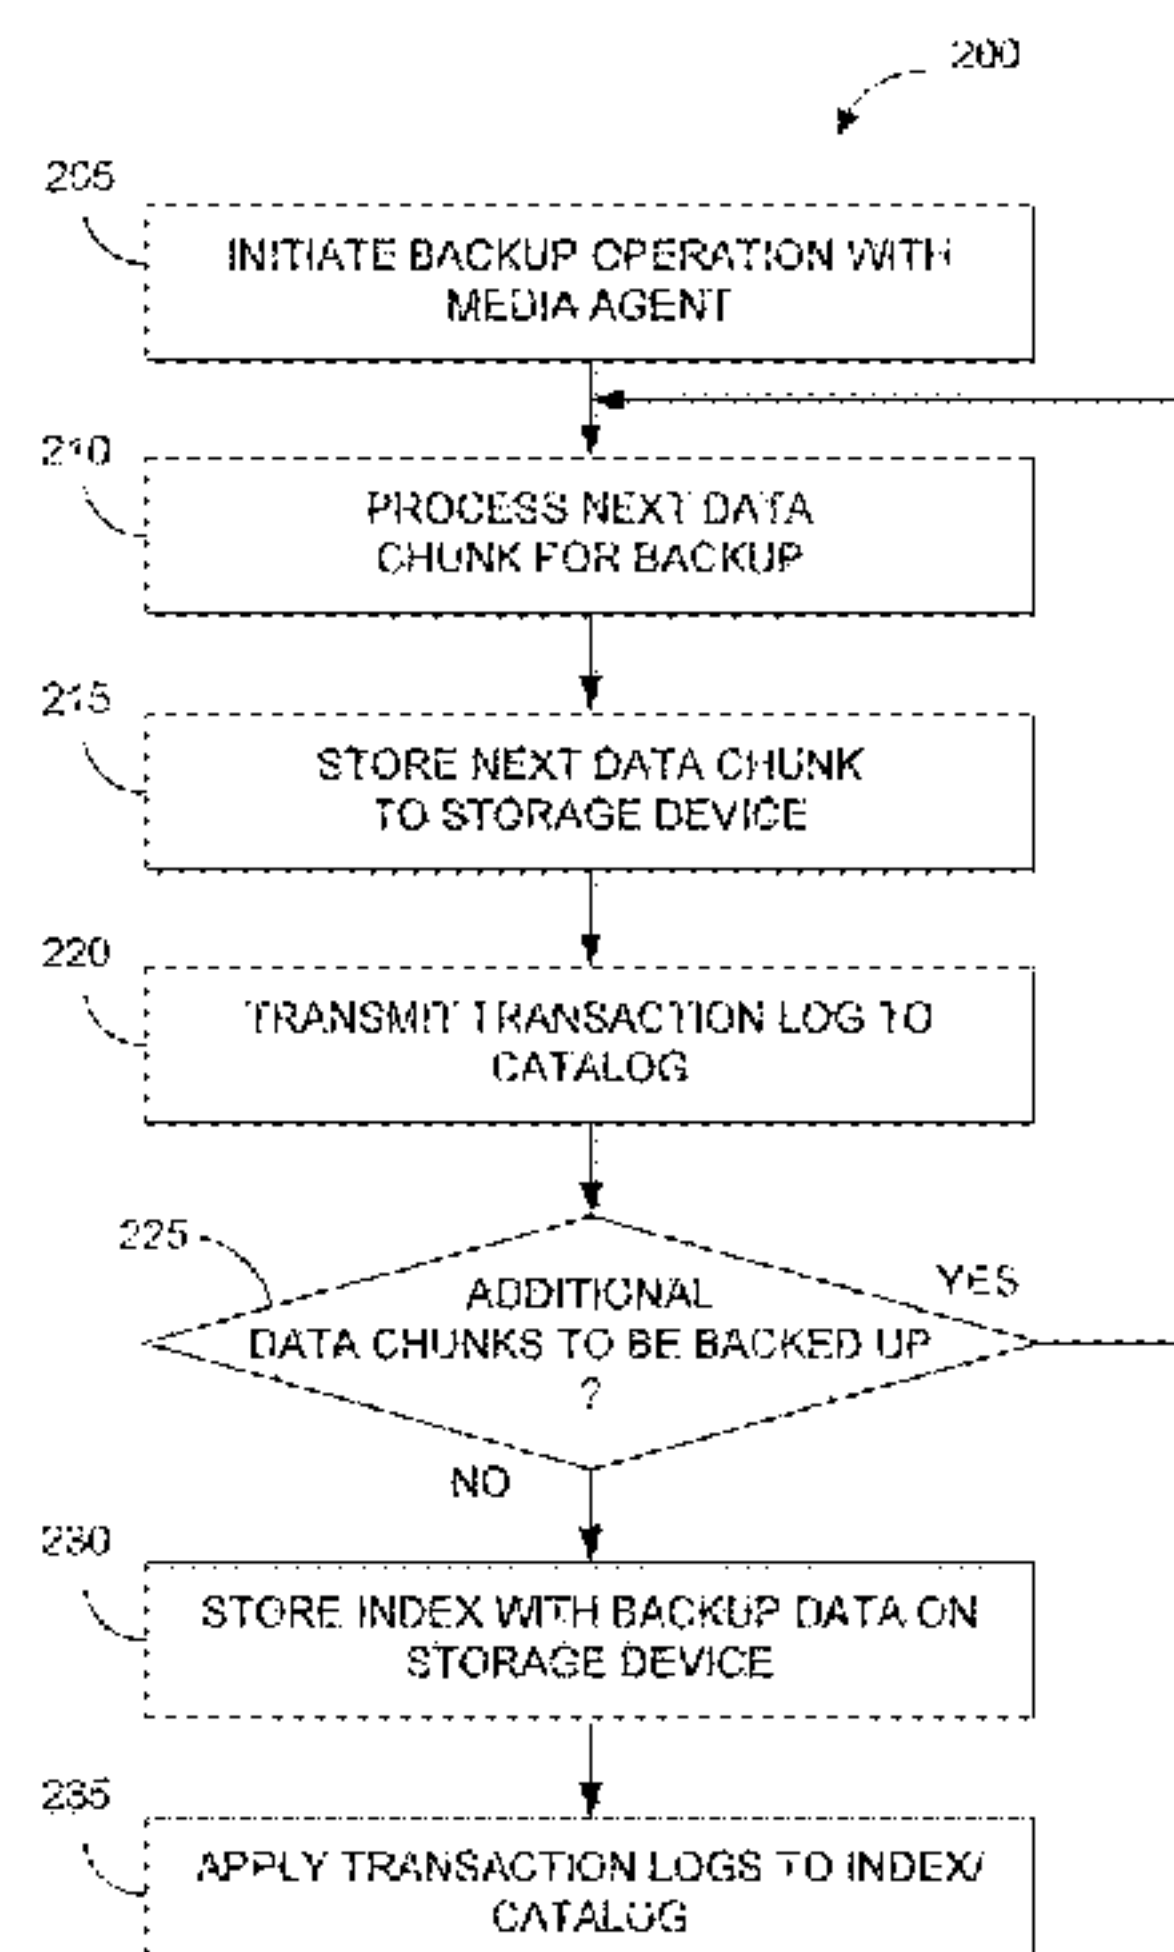 200
205
INITIATE BACKUP OPERATION WITH
MEDIA AGENT
210
PROCESS NEXT DATA
CHUNK FOR BACKUP
215
STORE NEXT DATA CHUNK
TO STORAGE DEVICE
220
TRANSMIT TRANSACTION LOG TO
CATALOG
225
ADDITIONAL
DATA CHUNKS TO BE BACKED UP
?
YES
NO
230
STORE INDEX WITH BACKUP DATA ON
STORAGE DEVICE
235
APPLY TRANSACTION LOGS TO INDEX/
CATALOG